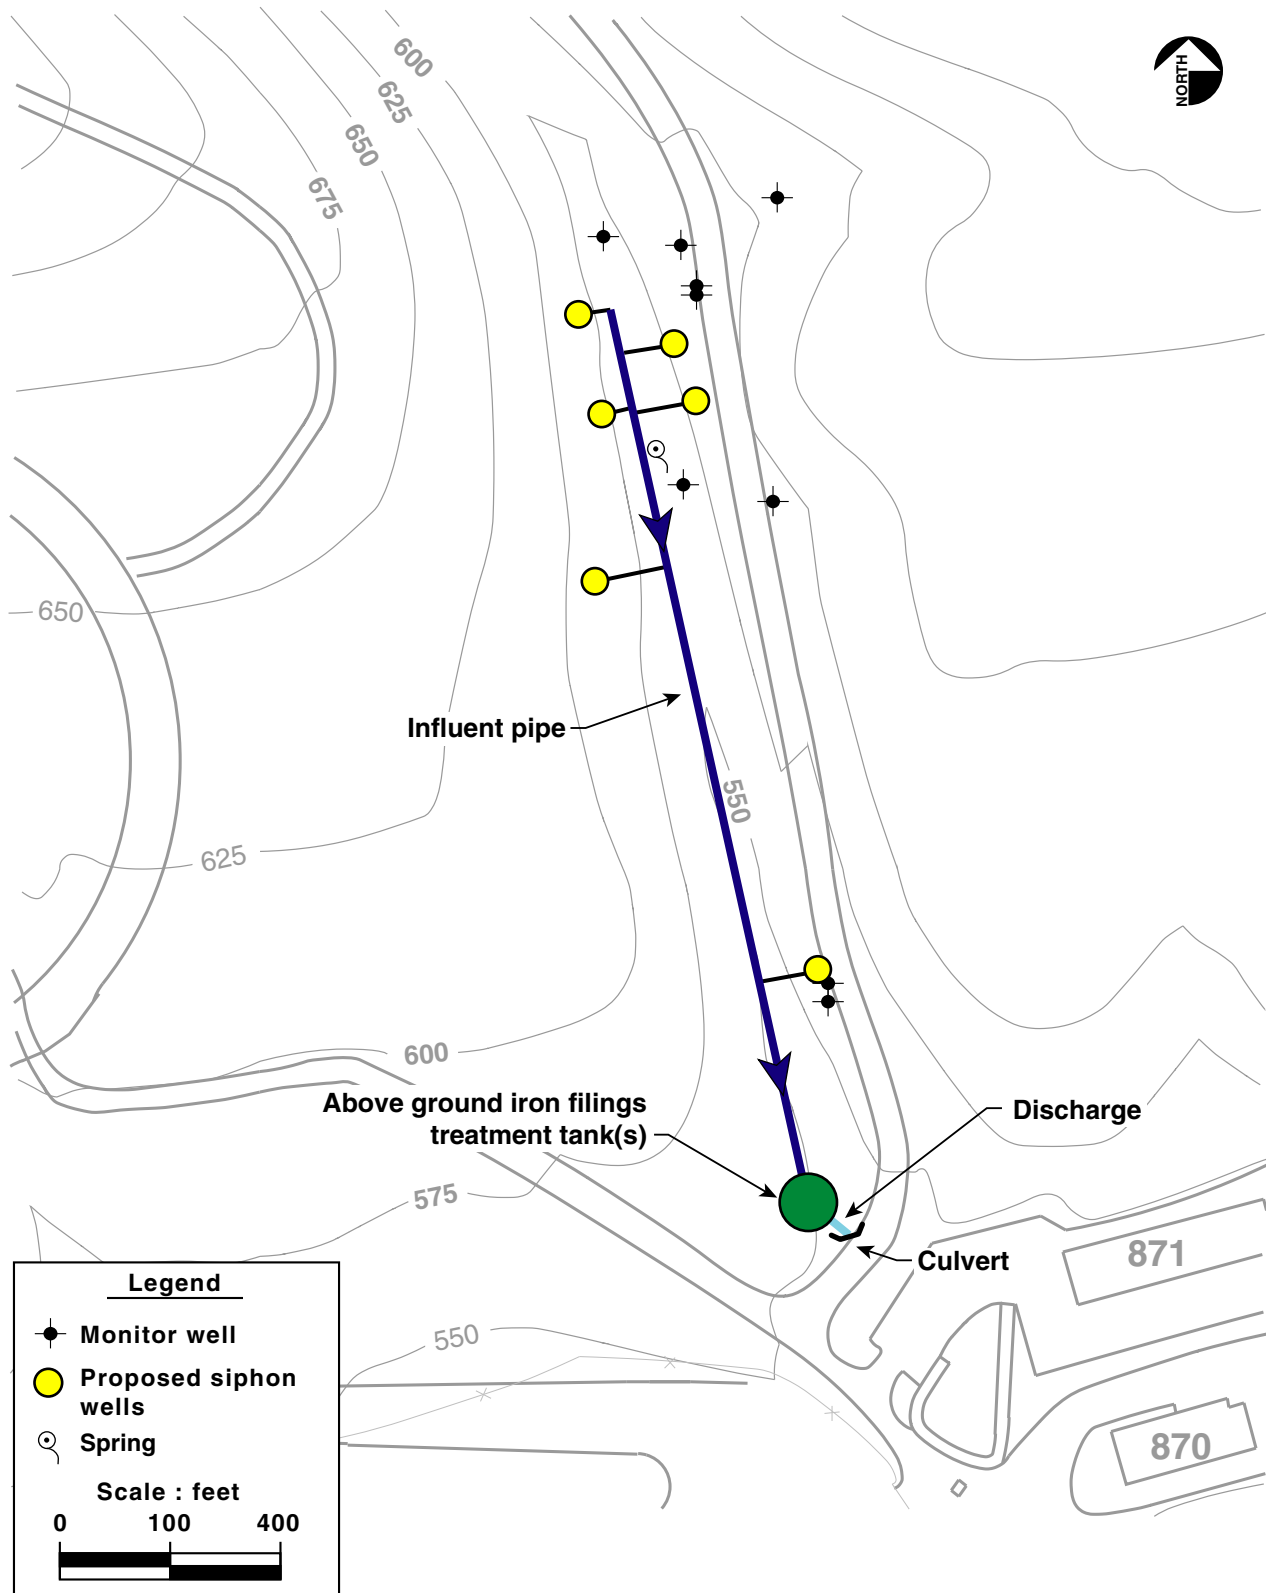 600
625
650
675
NORTH
650
Influent pipe
550
625
600
Above ground iron filings
treatment tank(s)
Discharge
575
Culvert
871
550
870
Legend
Monitor well
Proposed siphon
wells
Spring
Scale : feet
0 100 400